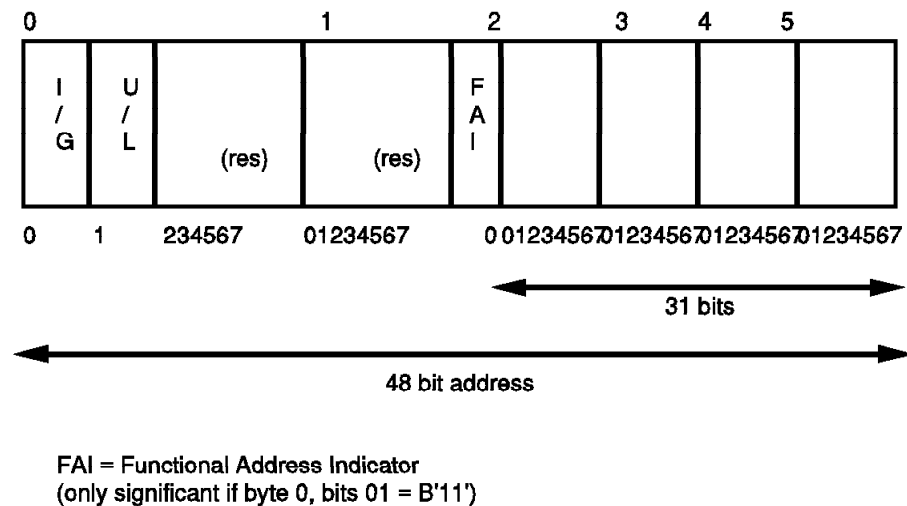 0 1 2 3 4 5
I/G U/L (res) (res) FAI
0 1 234567 01234567 0 01234567 01234567 01234567 01234567
31 bits
48 bit address
FAI = Functional Address Indicator
(only significant if byte 0, bits 01 = B'11')